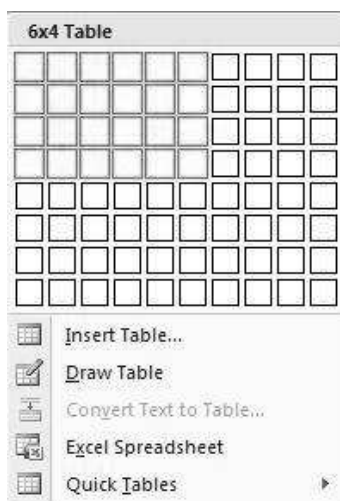 6x4 Table
Insert Table...
Draw Table
Convert Text to Table...
Excel Spreadsheet
Quick Tables